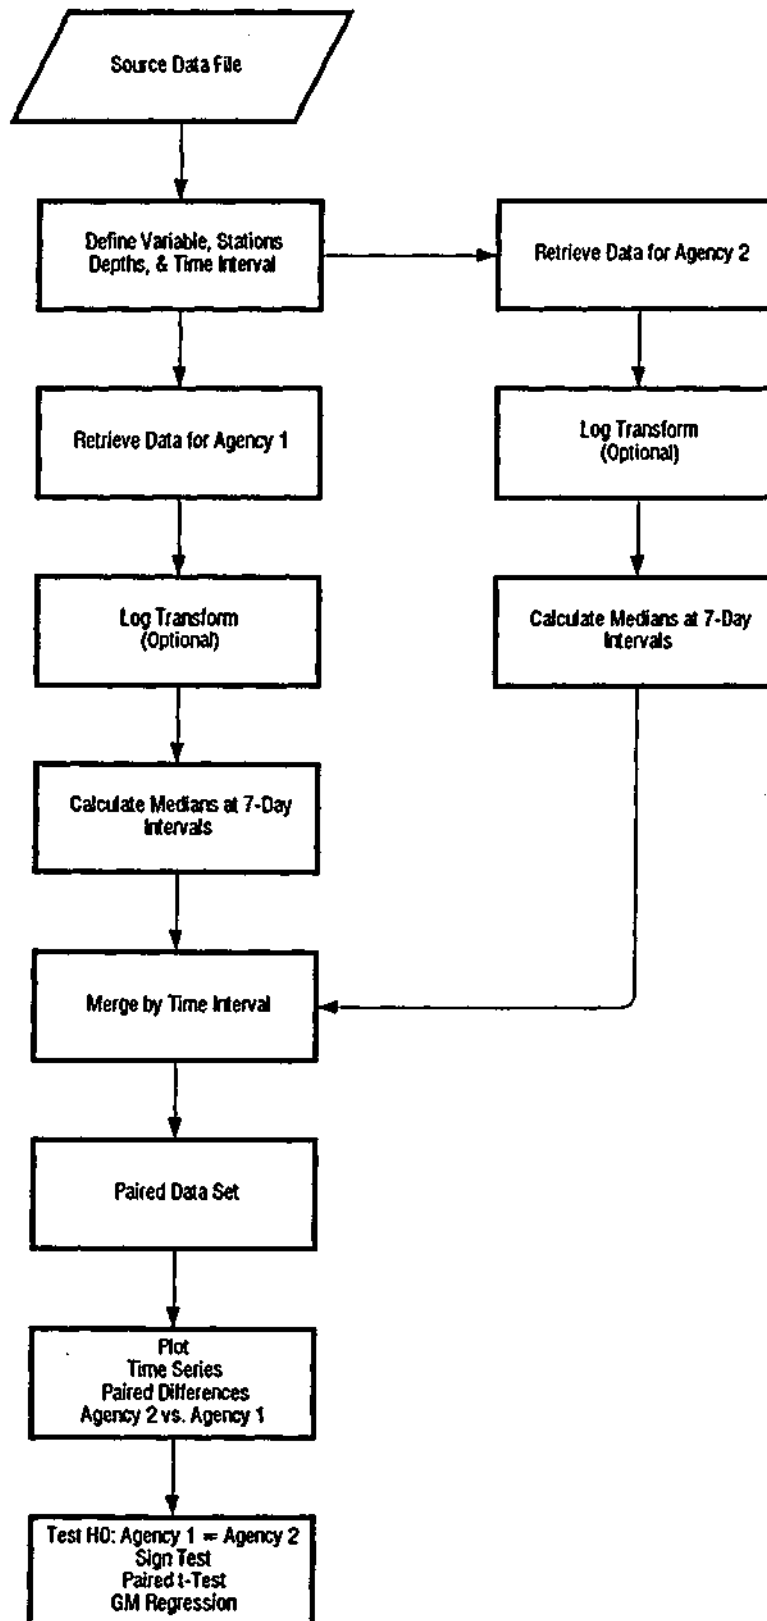 Source Data File
Define Variable, Stations
Depths, & Time Interval
Retrieve Data for Agency 2
Retrieve Data for Agency 1
Log Transform
(Optional)
Log Transform
(Optional)
Calculate Medians at 7-Day
Intervals
Calculate Medians at 7-Day
Intervals
Merge by Time Interval
Paired Data Set
Plot
Time Series
Paired Differences
Agency 2 vs. Agency 1
Test H0: Agency 1 = Agency 2
Sign Test
Paired t-Test
GM Regression